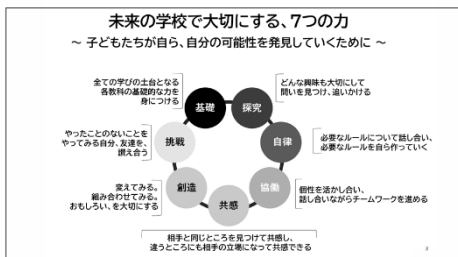 未来の学校で大切にする、7つの力
～ 子どもたちが自ら、自分の可能性を発見していくために ～
全ての学びの土台となる
各教科の基礎的な力を
身につける
基礎
探究
どんな興味も大切にして
問いを見つけ、追いかける
やったことのないことを
やってみる自分、友達を、
讃え合う
挑戦
自律
必要なルールについて話し合い、
必要なルールを自ら作っていく
変えてみる。
組み合わせてみる。
おもしろい、を大切にする
創造
協働
個性を活かし合い、
話し合いながらチームワークを進める
共感
相手と同じところを見つけて共感し、
違うところにも相手の立場になって共感できる